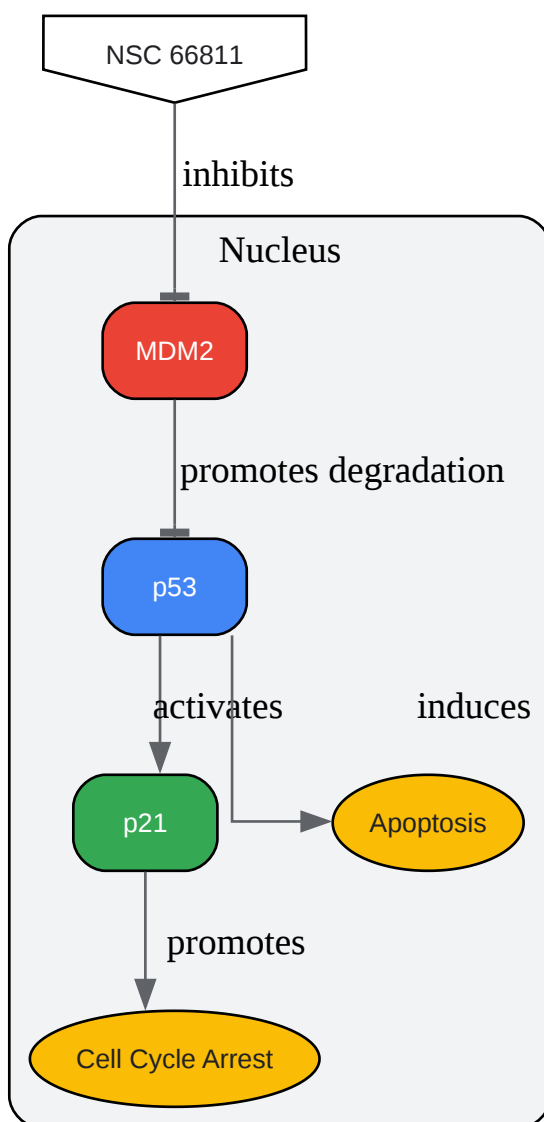 NSC 66811
inhibits
Nucleus
MDM2
promotes degradation
p53
activates
induces
p21
Apoptosis
promotes
Cell Cycle Arrest